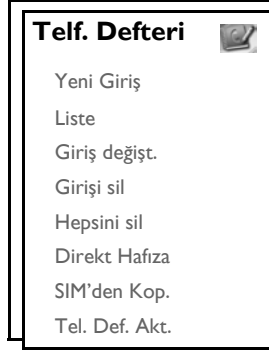 Telf. Defteri
Yeni Giriş
Liste
Giriş değişt.
Girişi sil
Hepsini sil
Direkt Hafıza
SIM’den Kop.
Tel. Def. Akt.